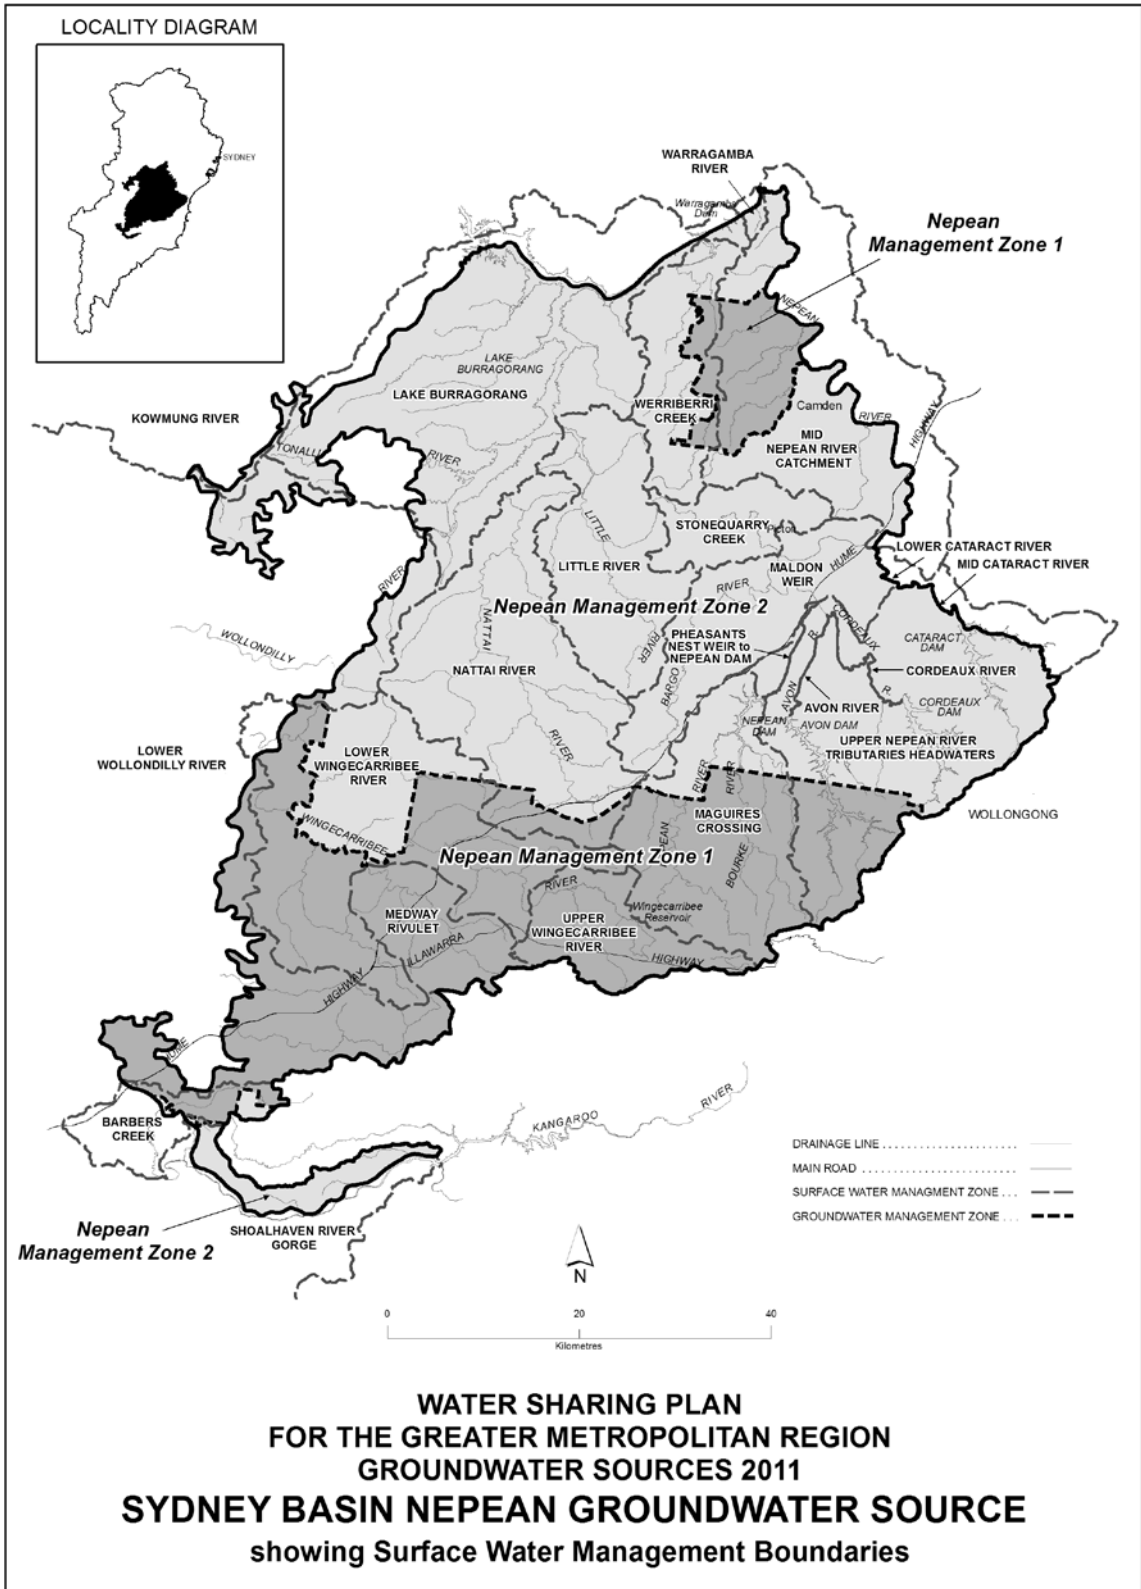 LOCALITY DIAGRAM
SYDNEY
WARRAGAMBA
RIVER
Warragamba
Dam
Nepean
Management Zone 1
NEPEAN
LAKE
BURRAGORANG
LAKE BURRAGORANG
WERRIBERRI
CREEK
Camden
RIVER
HIGHWAY
MID
NEPEAN RIVER
CATCHMENT
KOWMUNG RIVER
TONALLI
RIVER
LITTLE
STONEQUARRY
CREEK
Picton
HUME
LOWER CATARACT RIVER
MID CATARACT RIVER
LITTLE RIVER
MALDON
WEIR
RIVER
RIVER
Nepean Management Zone 2
NATTAI
WOLLONDILLY
PHEASANTS
NEST WEIR to
NEPEAN DAM
R.
CORDEAUX
CATARACT
DAM
RIVER
BARGO
NATTAI RIVER
CORDEAUX RIVER
AVON
R.
AVON RIVER
CORDEAUX
DAM
NEPEAN
DAM
AVON DAM
LOWER
WOLLONDILLY RIVER
LOWER
WINGECARRIBEE
RIVER
RIVER
UPPER NEPEAN RIVER
TRIBUTARIES HEADWATERS
RIVER
RIVER
WOLLONGONG
WINGECARRIBEE
MAGUIRES
CROSSING
Nepean Management Zone 1
BOURKE
RIVER
MEDWAY
RIVULET
UPPER
WINGECARRIBEE
RIVER
Wingecarribee
Reservoir
ILLAWARRA
HIGHWAY
HIGHWAY
HUME
BARBERS
CREEK
KANGAROO
RIVER
Nepean
Management Zone 2
SHOALHAVEN RIVER
GORGE
DRAINAGE LINE
MAIN ROAD
SURFACE WATER MANAGMENT ZONE
GROUNDWATER MANAGEMENT ZONE
N
0 20 40
Kilometres
WATER SHARING PLAN
FOR THE GREATER METROPOLITAN REGION
GROUNDWATER SOURCES 2011
SYDNEY BASIN NEPEAN GROUNDWATER SOURCE
showing Surface Water Management Boundaries